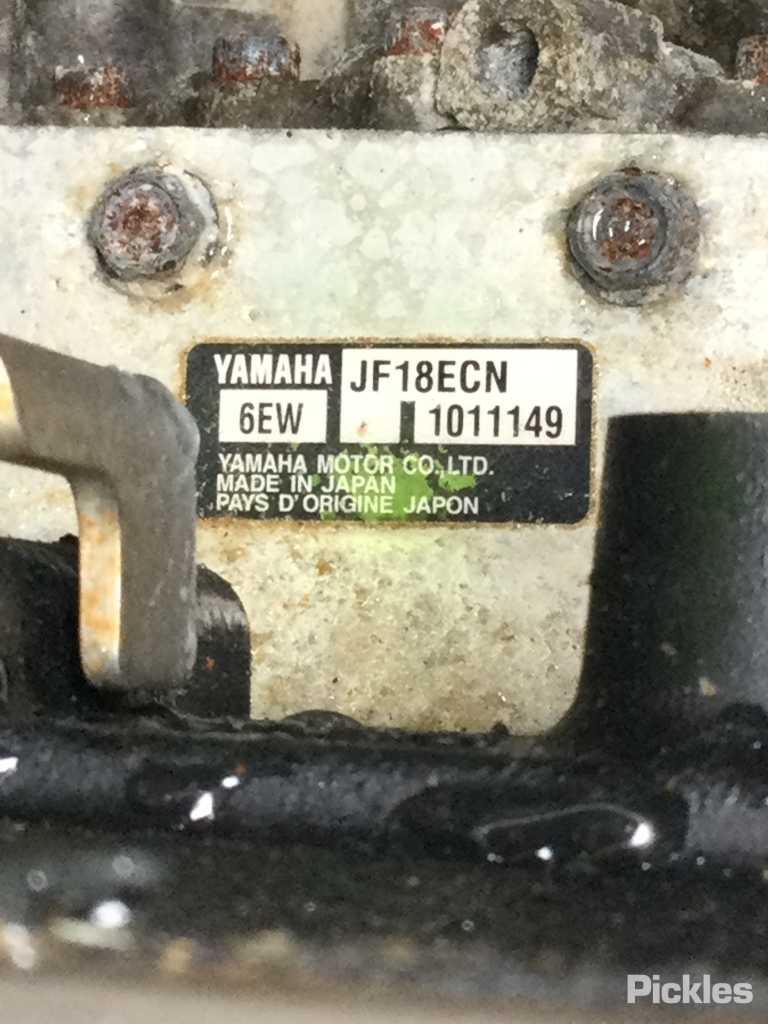 YAMAHA JF18ECN
6EW 1011149
YAMAHA MOTOR CO.,LTD.
MADE IN JAPAN
PAYS D'ORIGINE JAPON
Pickles